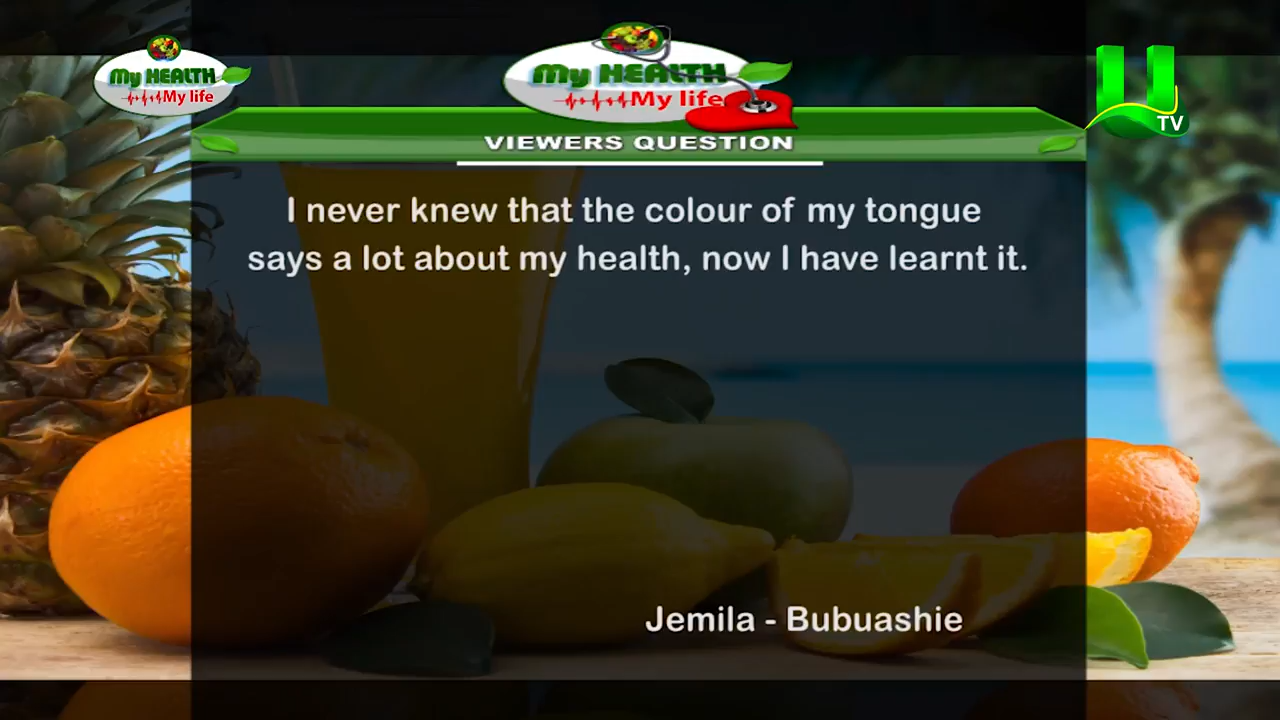 My HEALTH
My life
My HEALTH
My life
U
TV
VIEWERS QUESTION
I never knew that the colour of my tongue
says a lot about my health, now I have learnt it.
Jemila - Bubuashie